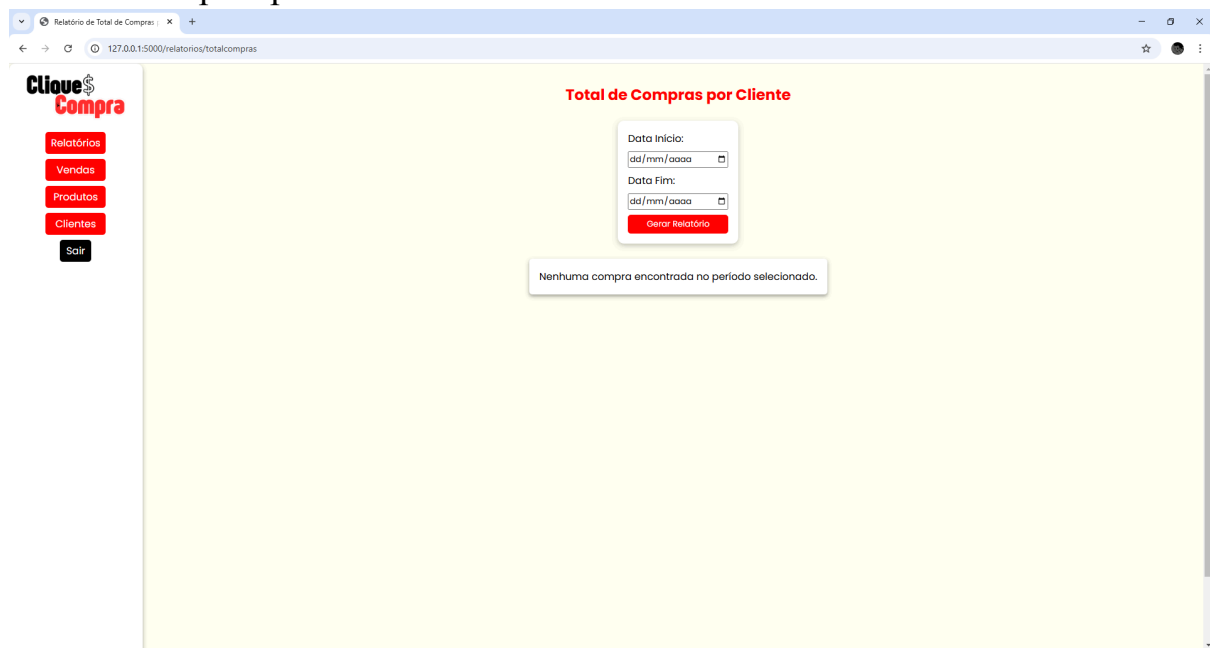 Relatório de Total de Compras
127.0.0.1:5000/relatorios/totalcompras
Clique$
Compra
Relatórios
Vendas
Produtos
Clientes
Sair
Total de Compras por Cliente
Data Início:
dd/mm/aaaa
Data Fim:
dd/mm/aaaa
Gerar Relatório
Nenhuma compra encontrada no período selecionado.